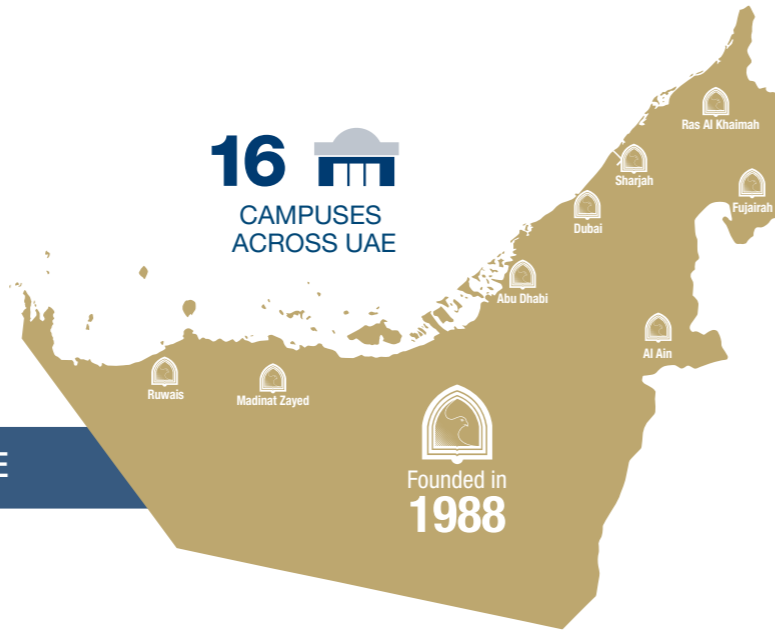 16
CAMPUSES
ACROSS UAE
Ras Al Khaimah
Sharjah
Fujairah
Dubai
Abu Dhabi
Al Ain
Ruwais
Madinat Zayed
E
Founded in
1988